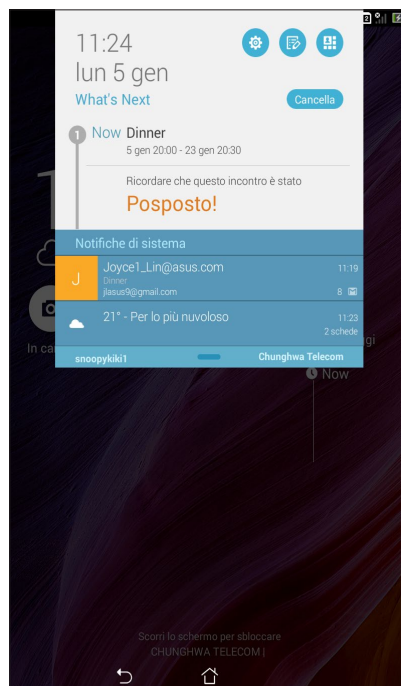 11:24
lun 5 gen
What's Next
Cancella
1
Now Dinner
5 gen 20:00 - 23 gen 20:30
Ricordare che questo incontro è stato
Posposto!
Notifiche di sistema
J
Joyce1_Lin@asus.com 11:19
Dinner
jlasus9@gmail.com 8
21° - Per lo più nuvoloso 11:23
2 schede
snoopykiki1 Chunghwa Telecom
In ca
gi
Now
Scorri lo schermo per sbloccare
CHUNGHWA TELECOM |